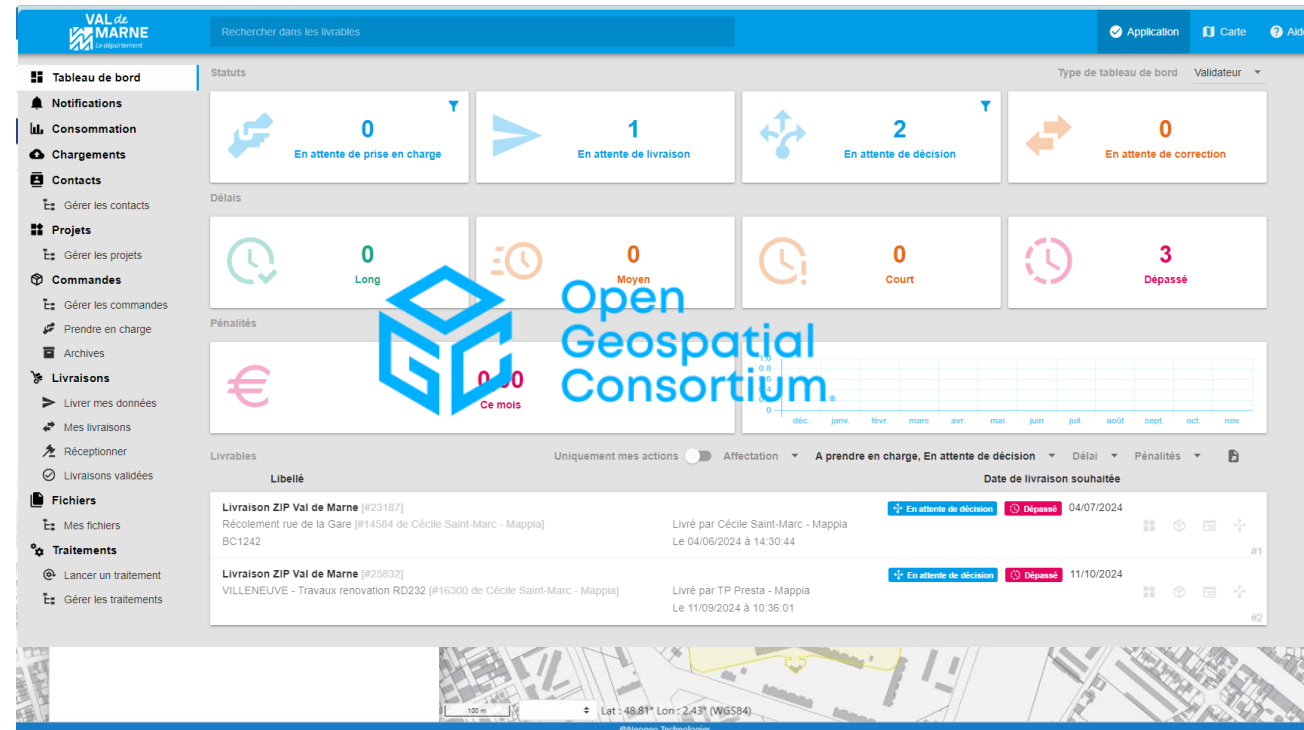 VAL de
MARNE
Le département
Rechercher dans les livrables
Application
Carte
Aide
Tableau de bord
Notifications
Consommation
Chargements
Contacts
Gérer les contacts
Projets
Gérer les projets
Commandes
Gérer les commandes
Prendre en charge
Archives
Livraisons
Livrer mes données
Mes livraisons
Réceptionner
Livraisons validées
Fichiers
Mes fichiers
Traitements
Lancer un traitement
Gérer les traitements
Statuts
Type de tableau de bord Validateur
0
En attente de prise en charge
1
En attente de livraison
2
En attente de décision
0
En attente de correction
Délais
0
Long
0
Moyen
0
Court
3
Dépassé
Open
Geospatial
Consortium
Pénalités
€
Ce mois
1.0
0.8
0
déc. janv. févr. mars avr. mai juin juil. août sept. oct. nov.
Livrables
Uniquement mes actions Affectation A prendre en charge, En attente de décision Délai Pénalités
Libellé Date de livraison souhaitée
Livraison ZIP Val de Marne [#23187]
Récolement rue de la Gare [#14584 de Cécile Saint-Marc - Mappia]
BC1242
Livré par Cécile Saint-Marc - Mappia
Le 04/06/2024 à 14:30:44
En attente de décision Dépassé 04/07/2024
#1
Livraison ZIP Val de Marne [#25832]
VILLENEUVE - Travaux renovation RD232 [#16300 de Cécile Saint-Marc - Mappia]
Livré par TP Presta - Mappia
Le 11/09/2024 à 10:36:01
En attente de décision Dépassé 11/10/2024
#2
100 m
Lat : 48.81° Lon : 2.43° (WGS84)
@Neogeo Technologies